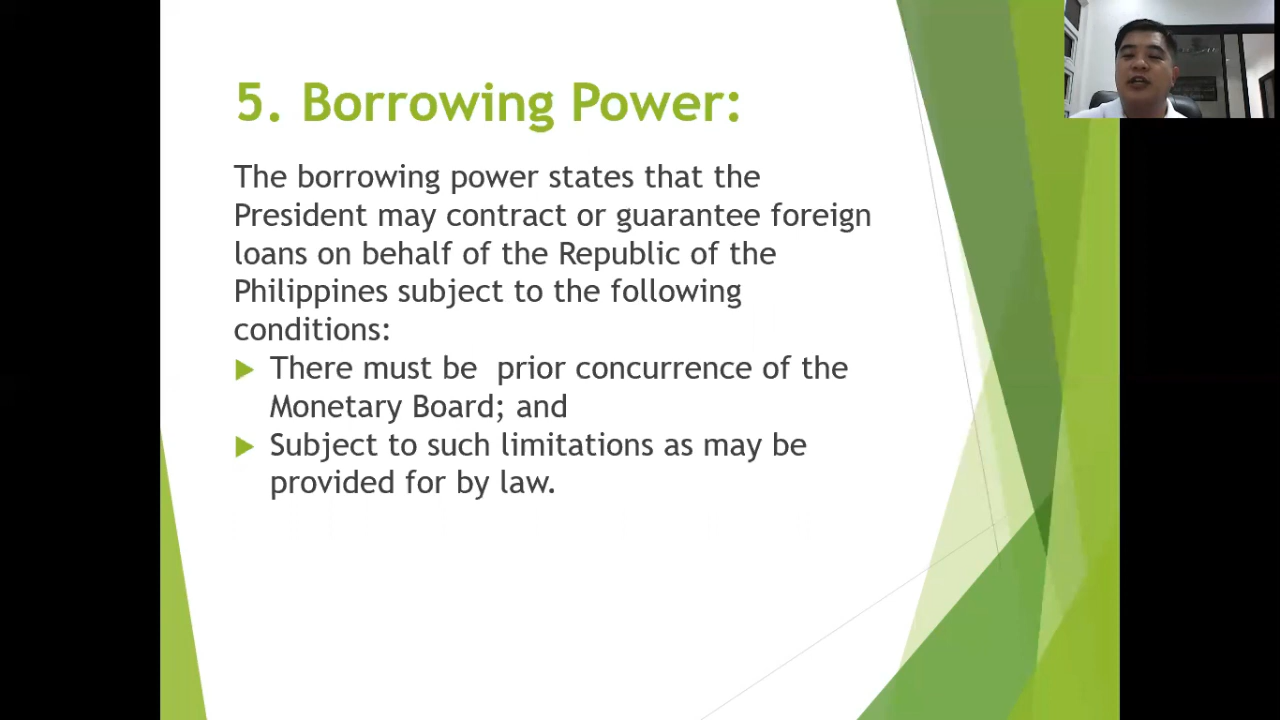 5. Borrowing Power:
The borrowing power states that the
President may contract or guarantee foreign
loans on behalf of the Republic of the
Philippines subject to the following
conditions:
There must be  prior concurrence of the
Monetary Board; and
Subject to such limitations as may be
provided for by law.